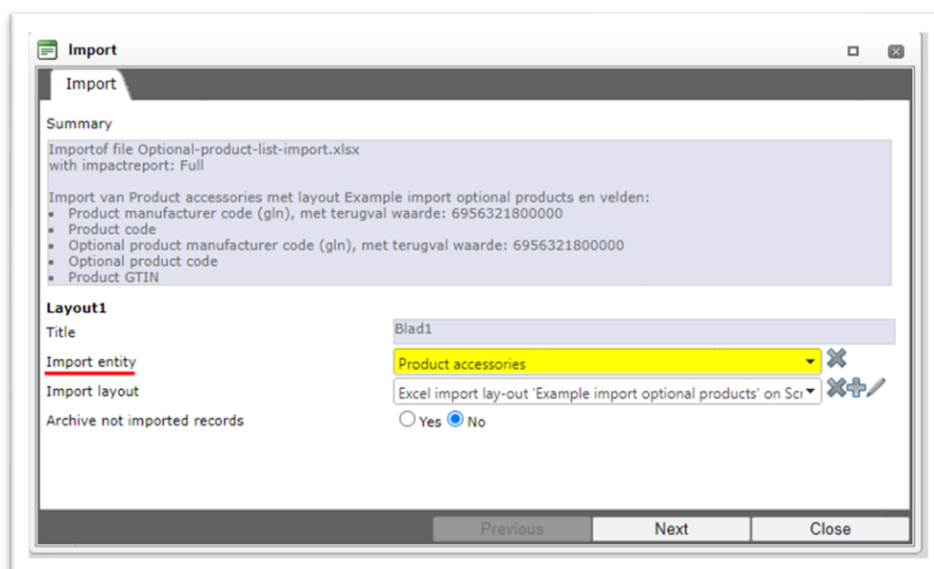 Import
Import
Summary
Importof file Optional-product-list-import.xlsx
with impactreport: Full
Import van Product accessories met layout Example import optional products en velden:
• Product manufacturer code (gln), met terugval waarde: 6956321800000
• Product code
• Optional product manufacturer code (gln), met terugval waarde: 6956321800000
• Optional product code
• Product GTIN
Layout1
Title Blad1
Import entity Product accessories
Import layout Excel import lay-out 'Example import optional products' on Scr
Archive not imported records Yes No
Previous Next Close